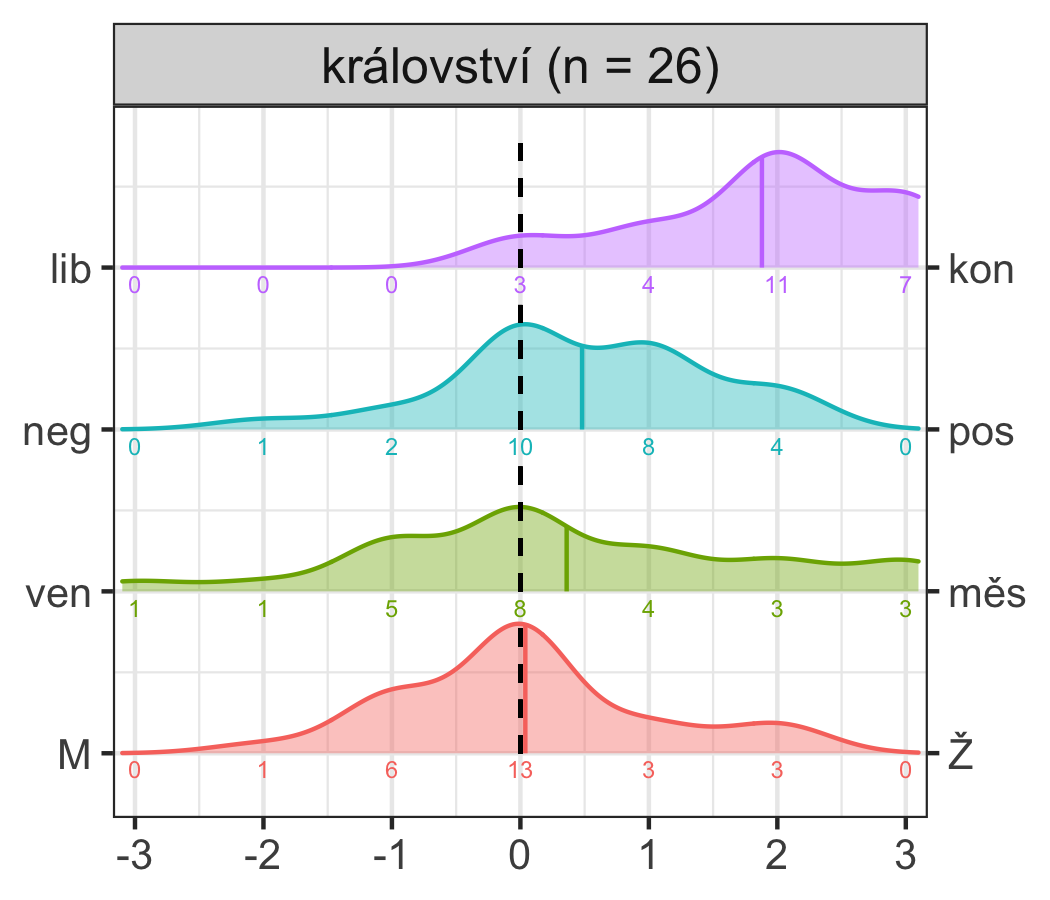 království (n = 26)
lib kon
0 0 0 3 4 11 7
neg pos
0 1 2 10 8 4 0
ven měs
1 1 5 8 4 3 3
M Ž
0 1 6 13 3 3 0
-3 -2 -1 0 1 2 3